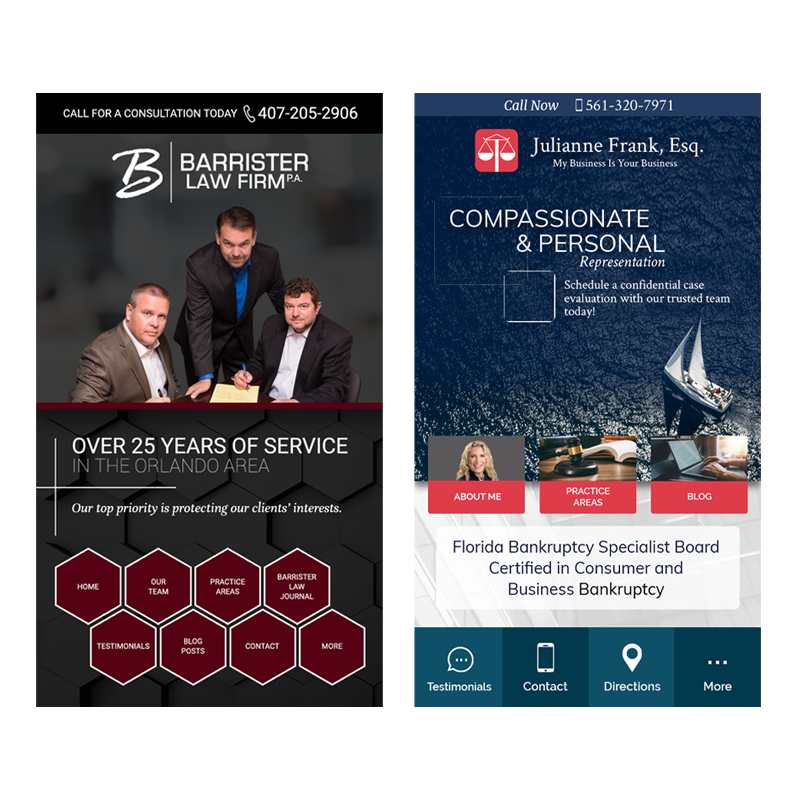 CALL FOR A CONSULTATION TODAY 407-205-2906
B BARRISTER
LAW FIRM P.A.
OVER 25 YEARS OF SERVICE
IN THE ORLANDO AREA
Our top priority is protecting our clients' interests.
HOME
OUR
TEAM
PRACTICE
AREAS
BARRISTER
LAW
JOURNAL
TESTIMONIALS
BLOG
POSTS
CONTACT
MORE
Call Now 561-320-7971
Julianne Frank, Esq.
My Business Is Your Business
COMPASSIONATE
& PERSONAL
Representation
Schedule a confidential case
evaluation with our trusted team
today!
ABOUT ME
PRACTICE
AREAS
BLOG
Florida Bankruptcy Specialist Board
Certified in Consumer and
Business Bankruptcy
Testimonials
Contact
Directions
More